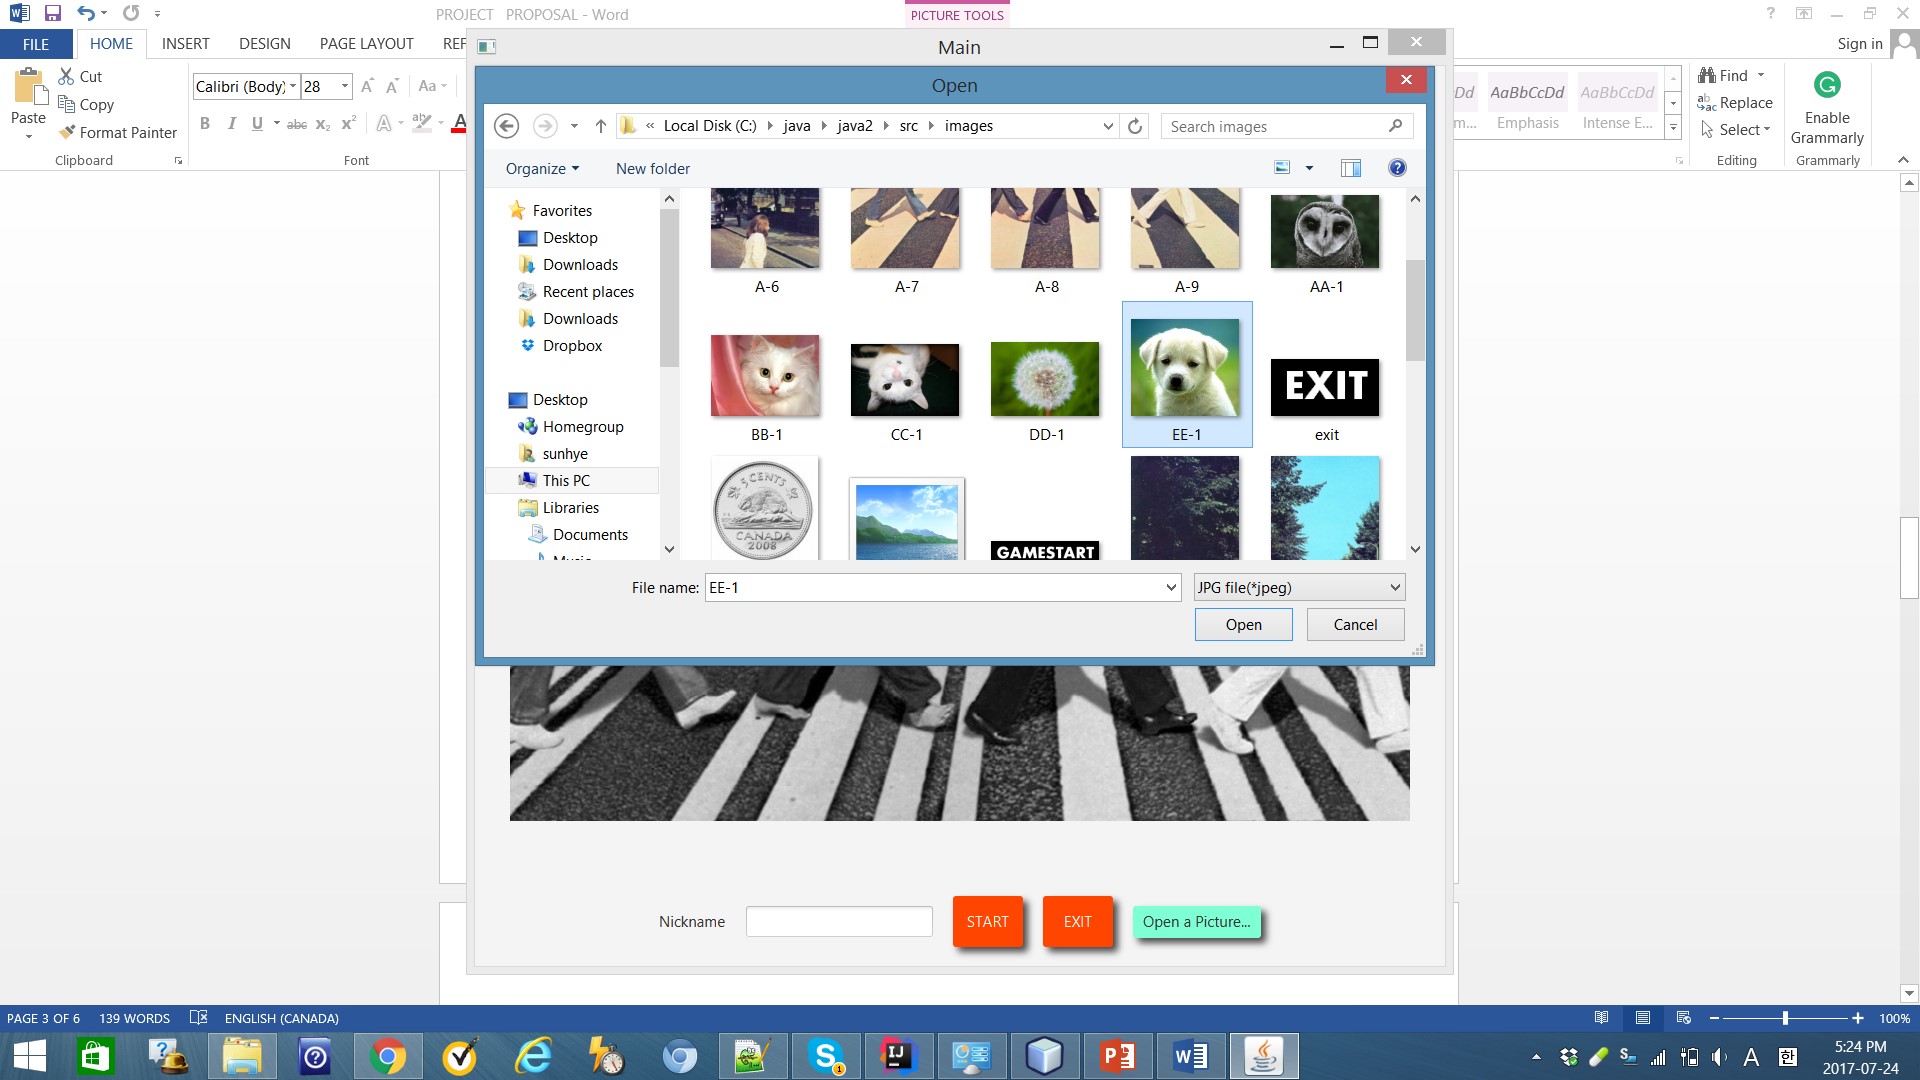 PROJECT PROPOSAL - Word
PICTURE TOOLS
FILE
HOME
INSERT
DESIGN
PAGE LAYOUT
REF
Sign in
Paste
Cut
Copy
Format Painter
Clipboard
Calibri (Body)
28
Font
AaBbCcDd
Emphasis
AaBbCcDd
Intense E...
Find
Replace
Select
Editing
Enable
Grammarly
Grammarly
Main
Open
« Local Disk (C:) java java2 src images
Search images
Organize
New folder
Favorites
Desktop
Downloads
Recent places
Downloads
Dropbox
Desktop
Homegroup
sunhye
This PC
Libraries
Documents
Music
A-6
A-7
A-8
A-9
AA-1
BB-1
CC-1
DD-1
EE-1
EXIT
exit
5 CENTS
CANADA
2008
GAMESTART
File name:
EE-1
JPG file(*jpeg)
Open
Cancel
Nickname
START
EXIT
Open a Picture...
PAGE 3 OF 6
139 WORDS
ENGLISH (CANADA)
100%
A
한
5:24 PM
2017-07-24